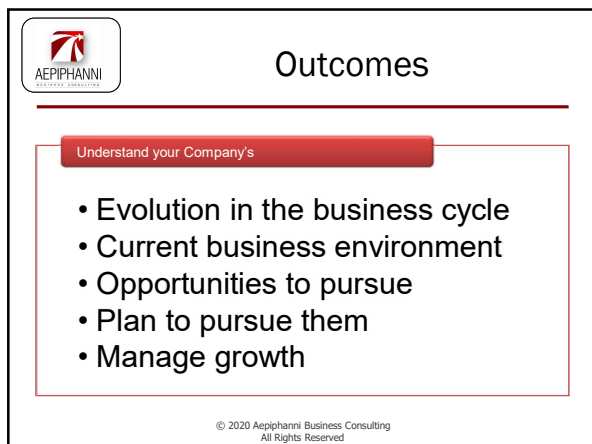 AEPIPHANNI
BUSINESS CONSULTING
Outcomes
Understand your Company's
• Evolution in the business cycle
• Current business environment
• Opportunities to pursue
• Plan to pursue them
• Manage growth
© 2020 Aepiphanni Business Consulting
All Rights Reserved